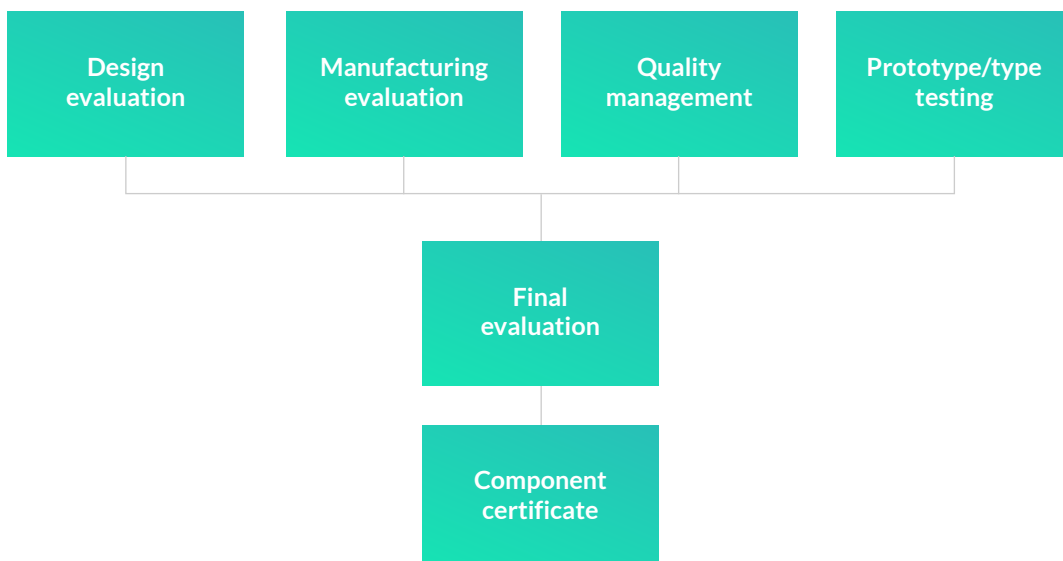 Design
evaluation
Manufacturing
evaluation
Quality
management
Prototype/type
testing
Final
evaluation
Component
certificate